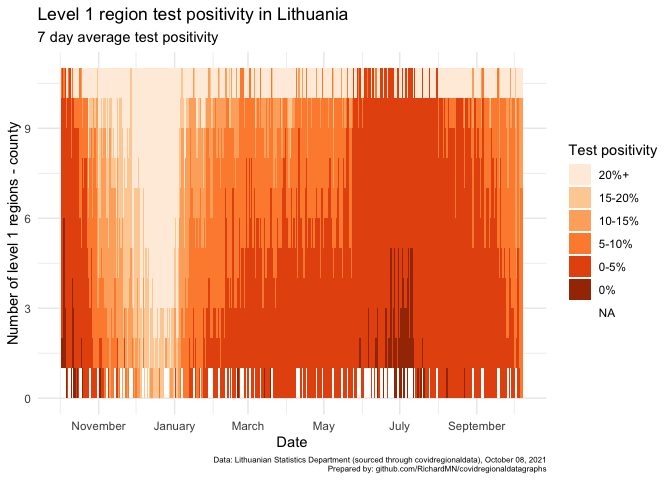 Level 1 region test positivity in Lithuania
7 day average test positivity
Number of level 1 regions - county
9
6
3
0
November
January
March
May
July
September
Date
Test positivity
20%+
15-20%
10-15%
5-10%
0-5%
0%
NA
Data: Lithuanian Statistics Department (sourced through covidregionaldata), October 08, 2021
Prepared by: github.com/RichardMN/covidregionaldatagraphs